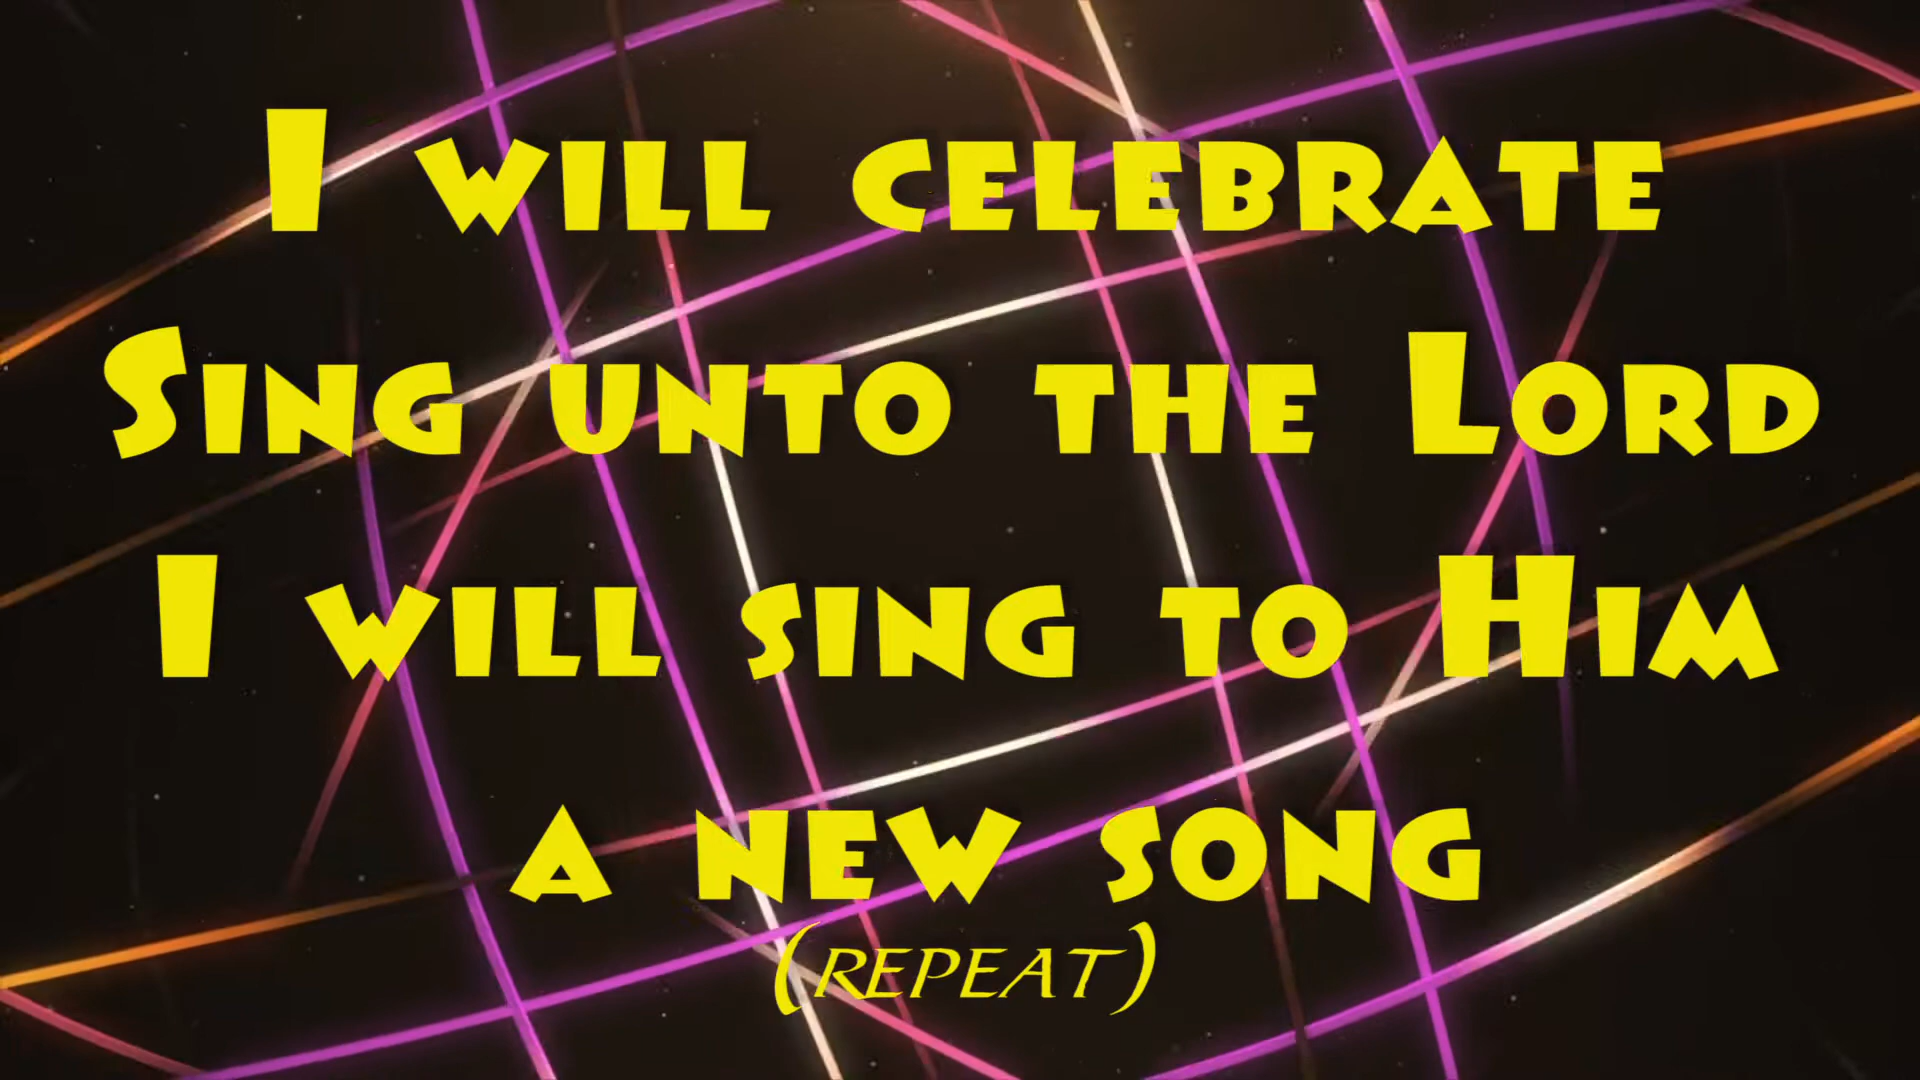 I will celebrate
Sing unto the Lord
I will sing to Him
a new song
(repeat)